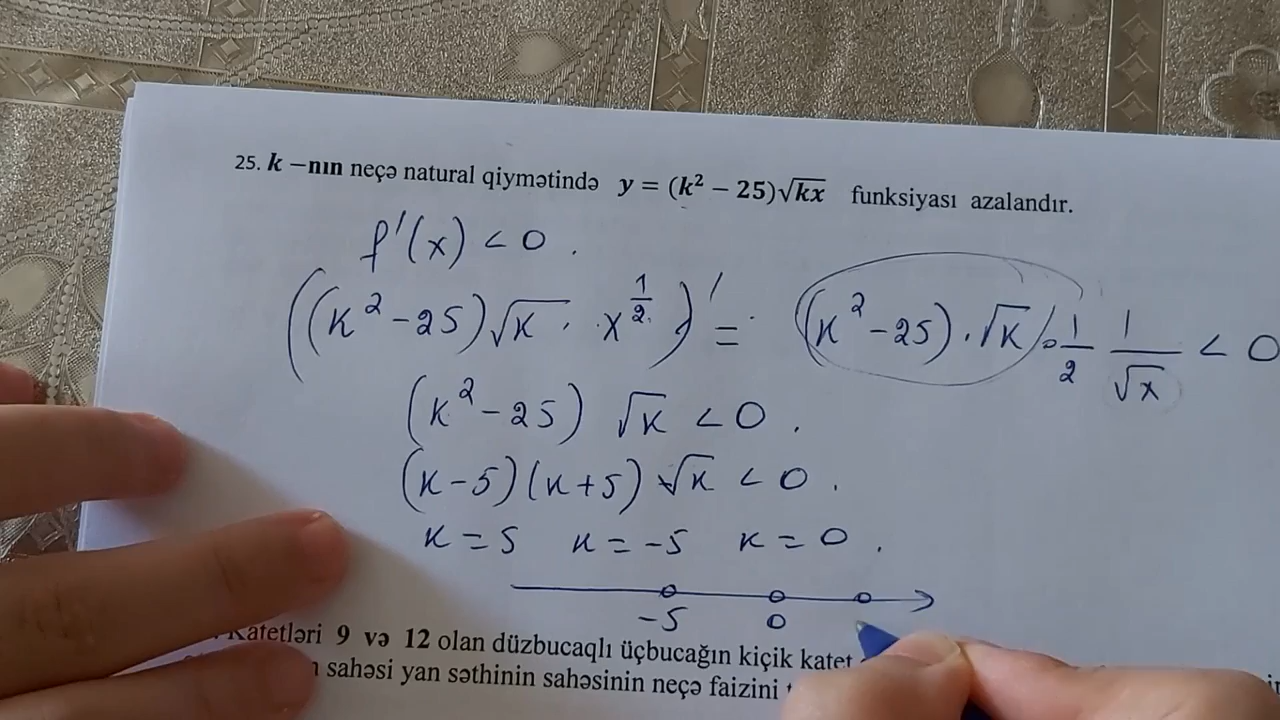 25. k –nın neçə natural qiymətində y = (k² – 25)√kx funksiyası azalandır.
f'(x) < 0 .
((k² - 25)√k · x^(1/2))' = (k² - 25) · √k · 1/2 1/√x < 0
(k² - 25) √k < 0 .
(k - 5)(k + 5) √k < 0 .
k = 5 k = -5 k = 0 .
-5 0
Katetləri 9 və 12 olan düzbucaqlı üçbucağın kiçik katet
sahəsi yan səthinin sahəsinin neçə faizini